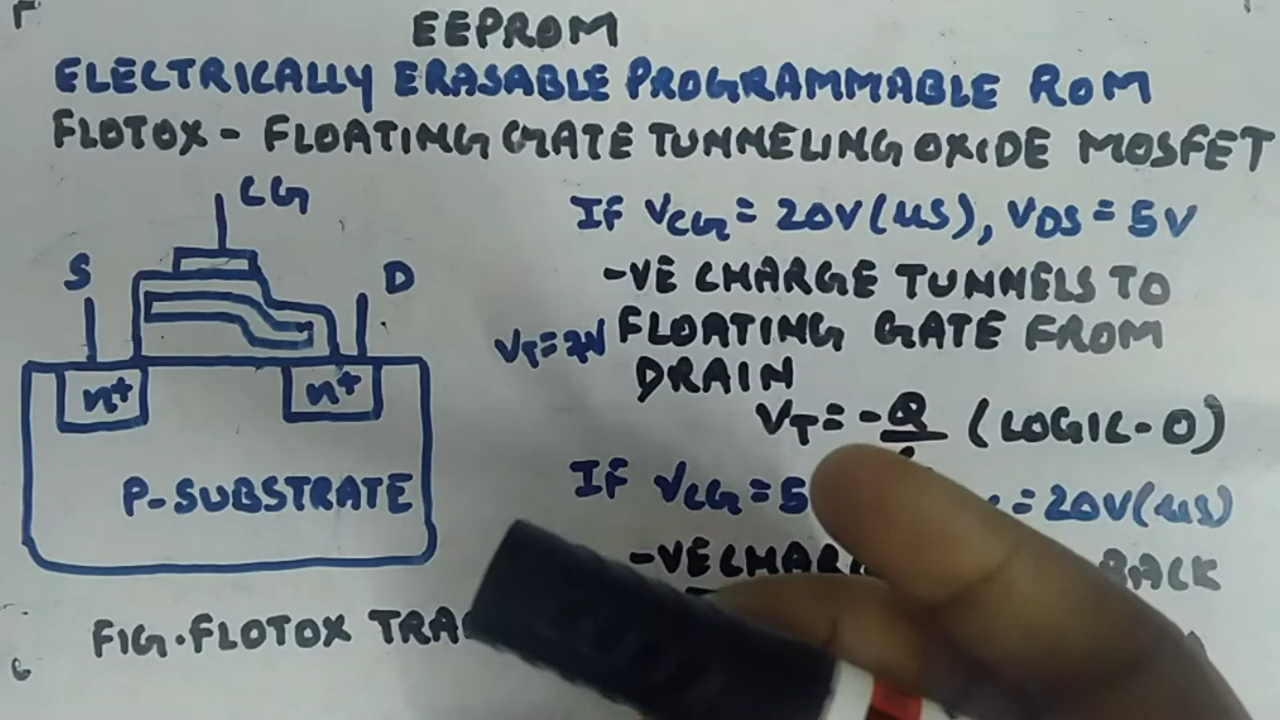 EEPROM
ELECTRICALLY ERASABLE PROGRAMMABLE ROM
FLOTOX - FLOATING GATE TUNNELING OXIDE MOSFET
CG
S
D
n+
n+
P-SUBSTRATE
FIG. FLOTOX
IF VCG = 20V (us), VDS = 5V
-VE CHARGE TUNNELS TO
FLOATING GATE FROM
DRAIN
VT = 7V
VT = -Q (LOGIC-0)
IF VCG = 5 = 20V (us)
-VE BACK